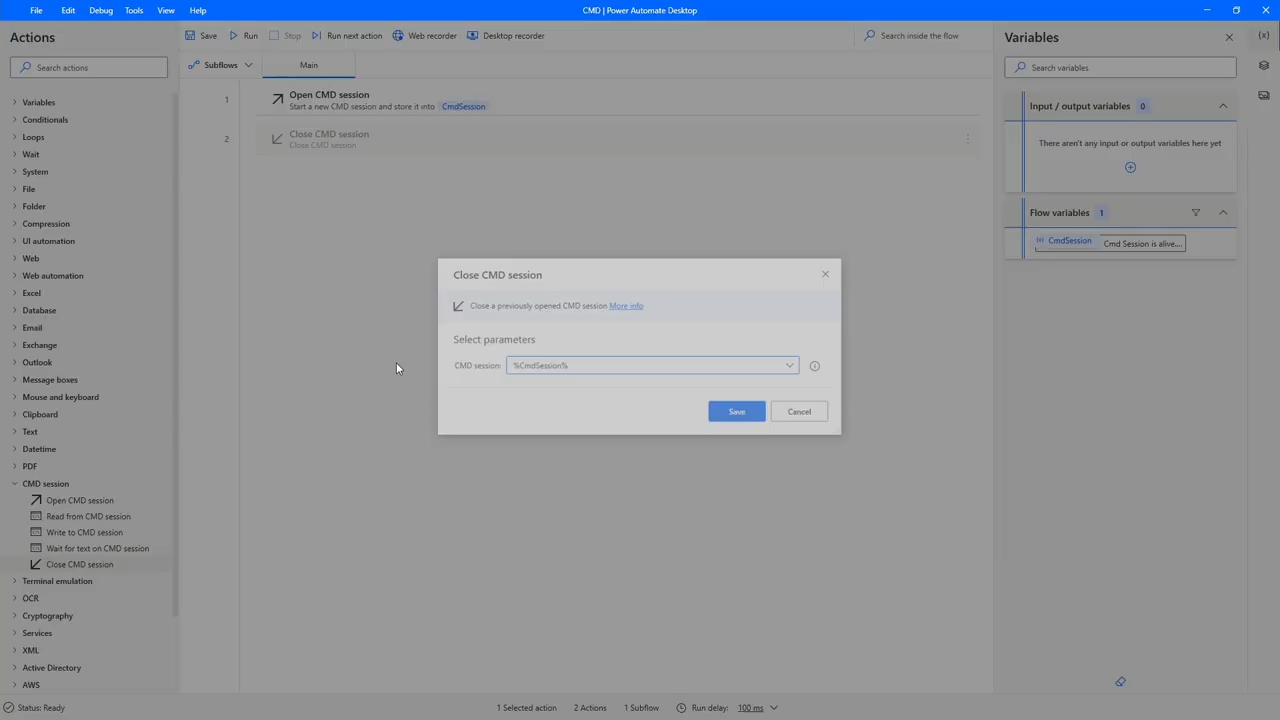 File Edit Debug Tools View Help
CMD | Power Automate Desktop
Actions
Search actions
Variables
Conditionals
Loops
Wait
System
File
Folder
Compression
UI automation
Web
Web automation
Excel
Database
Email
Exchange
Outlook
Message boxes
Mouse and keyboard
Clipboard
Text
Datetime
PDF
CMD session
Open CMD session
Read from CMD session
Write to CMD session
Wait for text on CMD session
Close CMD session
Terminal emulation
OCR
Cryptography
Services
XML
Active Directory
AWS
Save Run Stop Run next action Web recorder Desktop recorder
Search inside the flow
Subflows Main
1
Open CMD session
Start a new CMD session and store it into CmdSession
2
Close CMD session
Close CMD session
Close CMD session
Close a previously opened CMD session More info
Select parameters
CMD session: %CmdSession%
Save Cancel
Variables
{x}
Search variables
Input / output variables 0
There aren't any input or output variables here yet
Flow variables 1
(x) CmdSession Cmd Session is alive....
Status: Ready
1 Selected action 2 Actions 1 Subflow Run delay: 100 ms